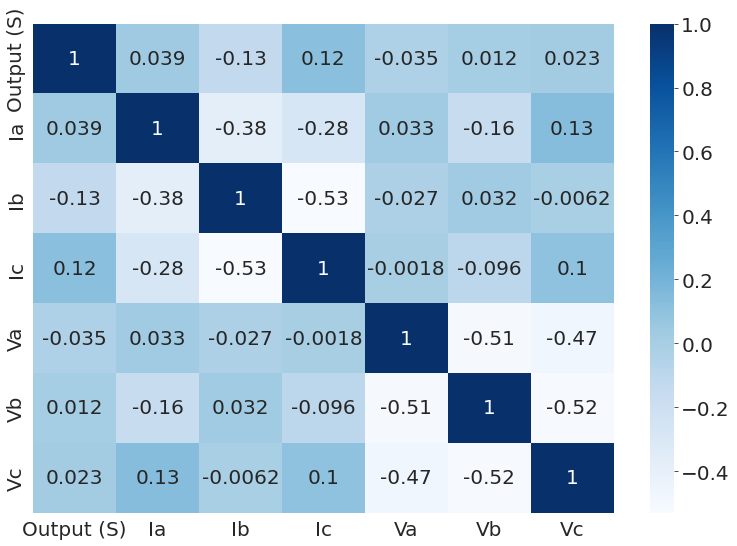 Output (S) 1 0.039 -0.13 0.12 -0.035 0.012 0.023
Ia 0.039 1 -0.38 -0.28 0.033 -0.16 0.13
Ib -0.13 -0.38 1 -0.53 -0.027 0.032 -0.0062
Ic 0.12 -0.28 -0.53 1 -0.0018 -0.096 0.1
Va -0.035 0.033 -0.027 -0.0018 1 -0.51 -0.47
Vb 0.012 -0.16 0.032 -0.096 -0.51 1 -0.52
Vc 0.023 0.13 -0.0062 0.1 -0.47 -0.52 1
Output (S) Ia Ib Ic Va Vb Vc
1.0
0.8
0.6
0.4
0.2
0.0
−0.2
−0.4